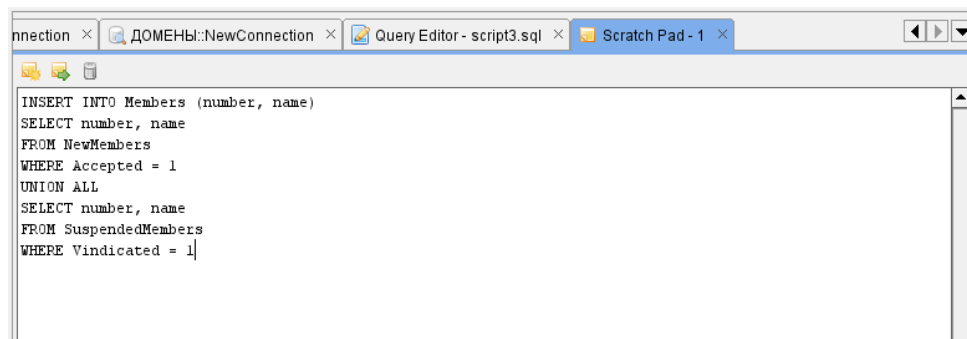 nnection ДОМЕНЫ::NewConnection Query Editor - script3.sql Scratch Pad - 1
INSERT INTO Members (number, name)
SELECT number, name
FROM NewMembers
WHERE Accepted = 1
UNION ALL
SELECT number, name
FROM SuspendedMembers
WHERE Vindicated = 1